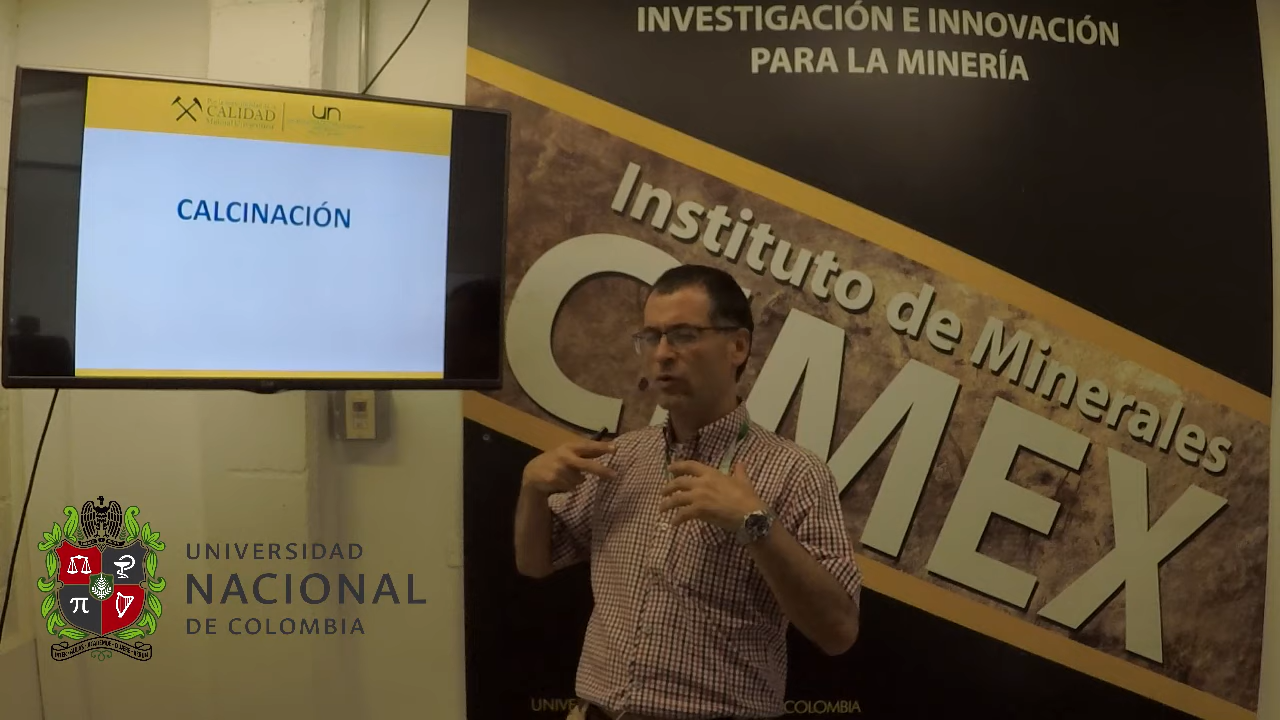 INVESTIGACIÓN E INNOVACIÓN
PARA LA MINERÍA
CALIDAD
un
CALCINACIÓN
Instituto de Minerales
CIMEX
UNIVERSIDAD
NACIONAL
DE COLOMBIA
COLOMBIA